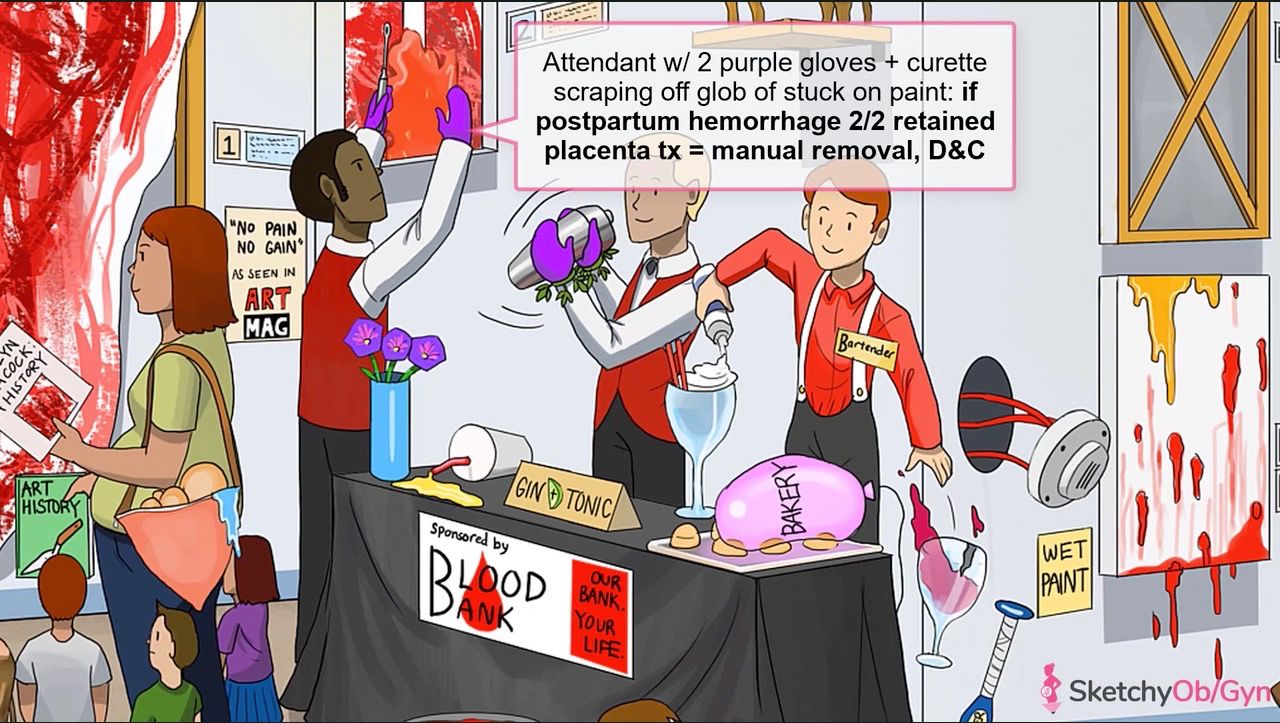 Attendant w/ 2 purple gloves + curette
scraping off glob of stuck on paint: if
postpartum hemorrhage 2/2 retained
placenta tx = manual removal, D&C
2
1
"NO PAIN
NO GAIN"
AS SEEN IN
ART
MAG
HISTORY
ART
HISTORY
Bartender
GIN + TONIC
BAKERY
Sponsored by
BLOOD
BANK
OUR
BANK.
YOUR
LIFE.
WET
PAINT
SketchyOb/Gyn